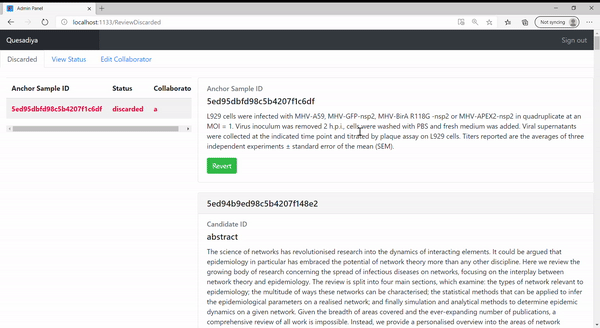 Admin Panel
localhost:1133/ReviewDiscarded
Not syncing
Quesadiya
Sign out
Discarded
View Status
Edit Collaborator
Anchor Sample ID
Status
Collaborato
5ed95dbfd98c5b4207f1c6df
discarded
a
Anchor Sample ID
5ed95dbfd98c5b4207f1c6df
L929 cells were infected with MHV-A59, MHV-GFP-nsp2, MHV-BirA R118G -nsp2 or MHV-APEX2-nsp2 in quadruplicate at an
MOI = 1. Virus inoculum was removed 2 h.p.i., cells were washed with PBS and fresh medium was added. Viral supernatants
were collected at the indicated time point and titrated by plaque assay on L929 cells. Titers reported are the averages of three
independent experiments ± standard error of the mean (SEM).
Revert
5ed94b9ed98c5b4207f148e2
Candidate ID
abstract
The science of networks has revolutionised research into the dynamics of interacting elements. It could be argued that
epidemiology in particular has embraced the potential of network theory more than any other discipline. Here we review the
growing body of research concerning the spread of infectious diseases on networks, focusing on the interplay between
network theory and epidemiology. The review is split into four main sections, which examine: the types of network relevant to
epidemiology; the multitude of ways these networks can be characterised; the statistical methods that can be applied to infer
the epidemiological parameters on a realised network; and finally simulation and analytical methods to determine epidemic
dynamics on a given network. Given the breadth of areas covered and the ever-expanding number of publications, a
comprehensive review of all work is impossible. Instead, we provide a personalised overview into the areas of network